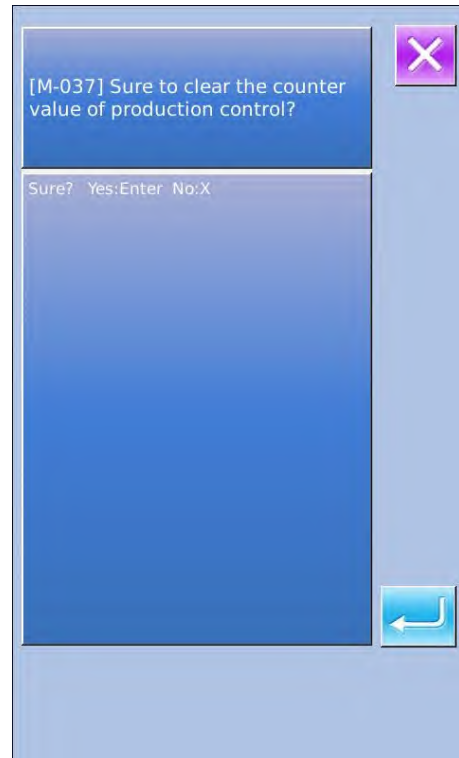 [M-037] Sure to clear the counter
value of production control?
Sure? Yes:Enter No:X